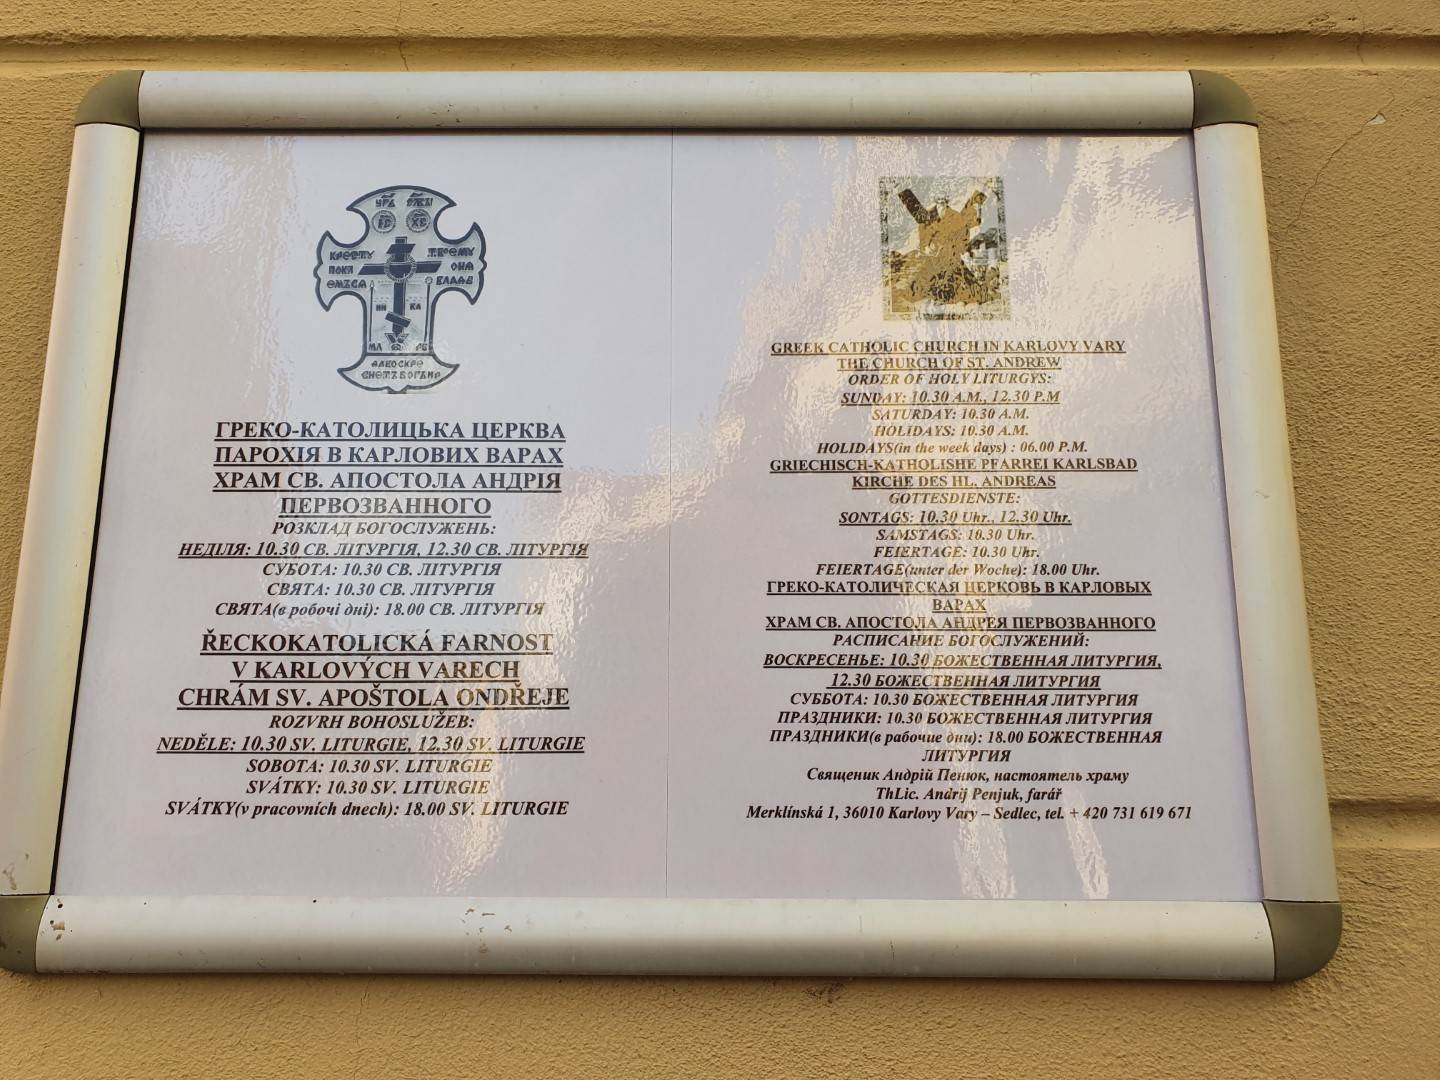 ГРЕКО-КАТОЛИЦЬКА ЦЕРКВА
ПАРОХІЯ В КАРЛОВИХ ВАРАХ
ХРАМ СВ. АПОСТОЛА АНДРІЯ
ПЕРВОЗВАННОГО
РОЗКЛАД БОГОСЛУЖЕНЬ:
НЕДІЛЯ: 10.30 СВ. ЛІТУРГІЯ, 12.30 СВ. ЛІТУРГІЯ
СУБОТА: 10.30 СВ. ЛІТУРГІЯ
СВЯТА: 10.30 СВ. ЛІТУРГІЯ
СВЯТА(в робочі дні): 18.00 СВ. ЛІТУРГІЯ
ŘECKOKATOLICKÁ FARNOST
V KARLOVÝCH VARECH
CHRÁM SV. APOŠTOLA ONDŘEJE
ROZVRH BOHOSLUŽEB:
NEDĚLE: 10.30 SV. LITURGIE, 12.30 SV. LITURGIE
SOBOTA: 10.30 SV. LITURGIE
SVÁTKY: 10.30 SV. LITURGIE
SVÁTKY(v pracovních dnech): 18.00 SV. LITURGIE
GREEK CATHOLIC CHURCH IN KARLOVY VARY
THE CHURCH OF ST. ANDREW
ORDER OF HOLY LITURGYS:
SUNDAY: 10.30 A.M., 12.30 P.M
SATURDAY: 10.30 A.M.
HOLIDAYS: 10.30 A.M.
HOLIDAYS(in the week days) : 06.00 P.M.
GRIECHISCH-KATHOLISHE PFARREI KARLSBAD
KIRCHE DES HL. ANDREAS
GOTTESDIENSTE:
SONTAGS: 10.30 Uhr., 12.30 Uhr.
SAMSTAGS: 10.30 Uhr.
FEIERTAGE: 10.30 Uhr.
FEIERTAGE(unter der Woche): 18.00 Uhr.
ГРЕКО-КАТОЛИЧЕСКАЯ ЦЕРКОВЬ В КАРЛОВЫХ
ВАРАХ
ХРАМ СВ. АПОСТОЛА АНДРЕЯ ПЕРВОЗВАННОГО
РАСПИСАНИЕ БОГОСЛУЖЕНИЙ:
ВОСКРЕСЕНЬЕ: 10.30 БОЖЕСТВЕННАЯ ЛИТУРГИЯ,
12.30 БОЖЕСТВЕННАЯ ЛИТУРГИЯ
СУББОТА: 10.30 БОЖЕСТВЕННАЯ ЛИТУРГИЯ
ПРАЗДНИКИ: 10.30 БОЖЕСТВЕННАЯ ЛИТУРГИЯ
ПРАЗДНИКИ(в рабочие дни): 18.00 БОЖЕСТВЕННАЯ
ЛИТУРГИЯ
Священик Андрій Пенюк, настоятель храму
ThLic. Andrij Penjuk, farář
Merklínská 1, 36010 Karlovy Vary – Sedlec, tel. + 420 731 619 671